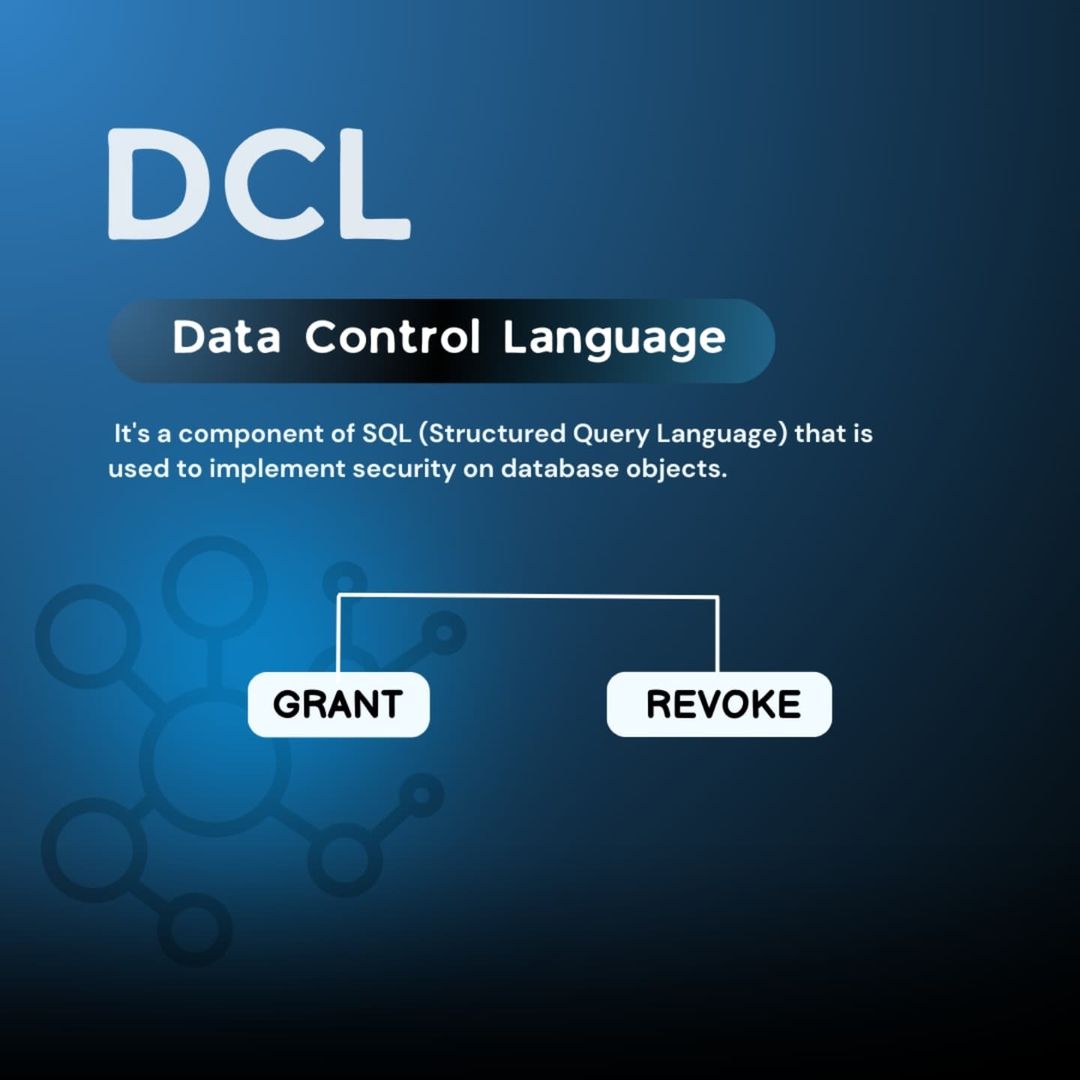 DCL
Data Control Language
It's a component of SQL (Structured Query Language) that is
used to implement security on database objects.
GRANT
REVOKE